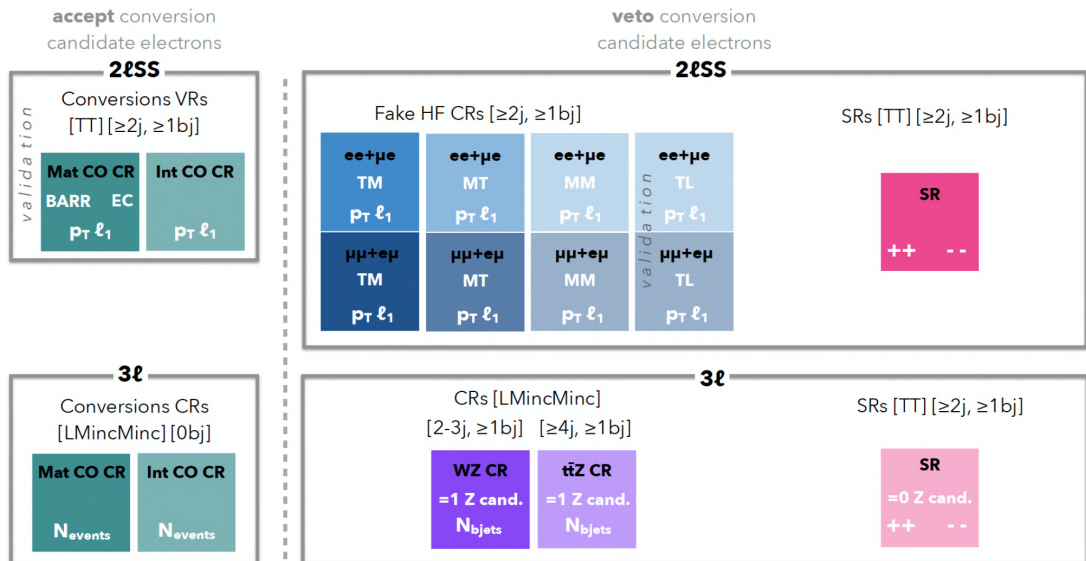 accept conversion
candidate electrons
veto conversion
candidate electrons
2ℓSS
Conversions VRs
[TT] [≥2j, ≥1bj]
validation
Mat CO CR
BARR EC
pT ℓ1
Int CO CR
pT ℓ1
2ℓSS
Fake HF CRs [≥2j, ≥1bj]
ee+μe
TM
pT ℓ1
ee+μe
MT
pT ℓ1
ee+μe
MM
pT ℓ1
ee+μe
TL
pT ℓ1
μμ+eμ
TM
pT ℓ1
μμ+eμ
MT
pT ℓ1
μμ+eμ
MM
pT ℓ1
validation
μμ+eμ
TL
pT ℓ1
SRs [TT] [≥2j, ≥1bj]
SR
++ --
3ℓ
Conversions CRs
[LMincMinc] [0bj]
Mat CO CR
Nevents
Int CO CR
Nevents
3ℓ
CRs [LMincMinc]
[2-3j, ≥1bj] [≥4j, ≥1bj]
WZ CR
=1 Z cand.
Nbjets
tt̄Z CR
=1 Z cand.
Nbjets
SRs [TT] [≥2j, ≥1bj]
SR
=0 Z cand.
++ --